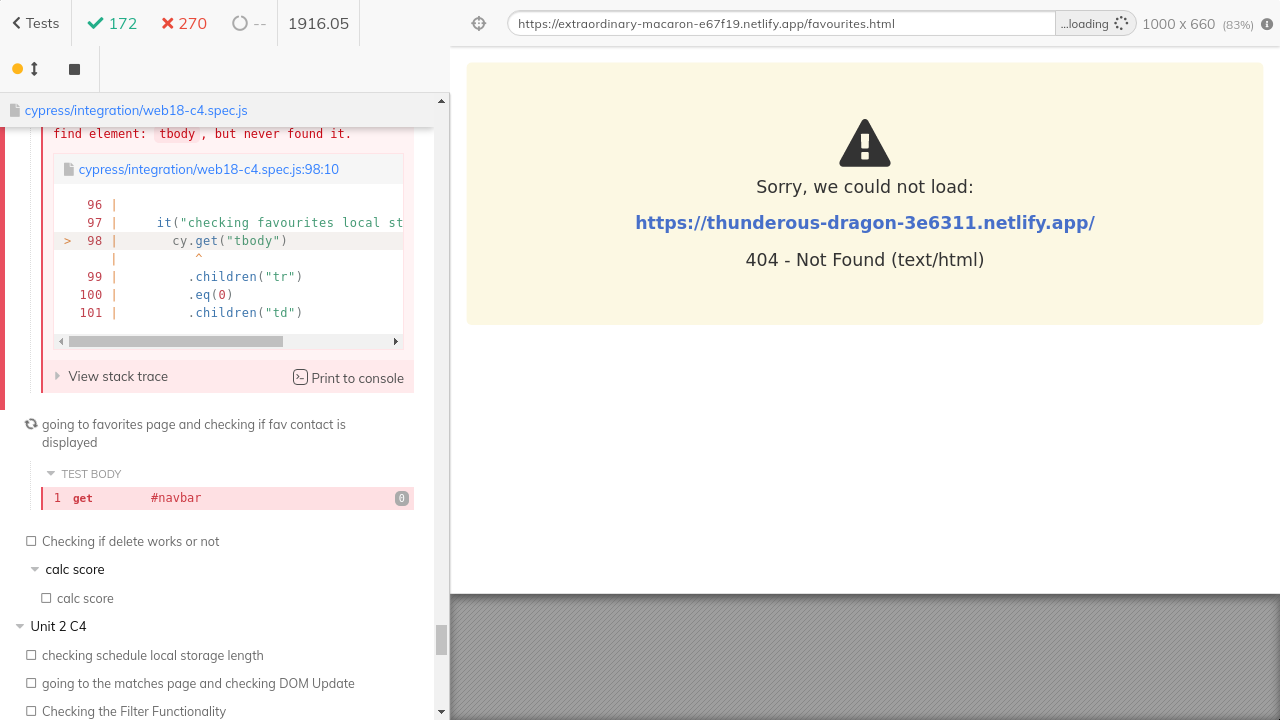 Tests
172
270
--
1916.05
https://extraordinary-macaron-e67f19.netlify.app/favourites.html
...loading
1000 x 660 (83%)
cypress/integration/web18-c4.spec.js
find element: tbody, but never found it.
cypress/integration/web18-c4.spec.js:98:10
96 |
97 | it("checking favourites local st
> 98 | cy.get("tbody")
| ^
99 | .children("tr")
100 | .eq(0)
101 | .children("td")
View stack trace
Print to console
going to favorites page and checking if fav contact is
displayed
TEST BODY
1 get #navbar 0
Checking if delete works or not
calc score
calc score
Unit 2 C4
checking schedule local storage length
going to the matches page and checking DOM Update
Checking the Filter Functionality
Sorry, we could not load:
https://thunderous-dragon-3e6311.netlify.app/
404 - Not Found (text/html)